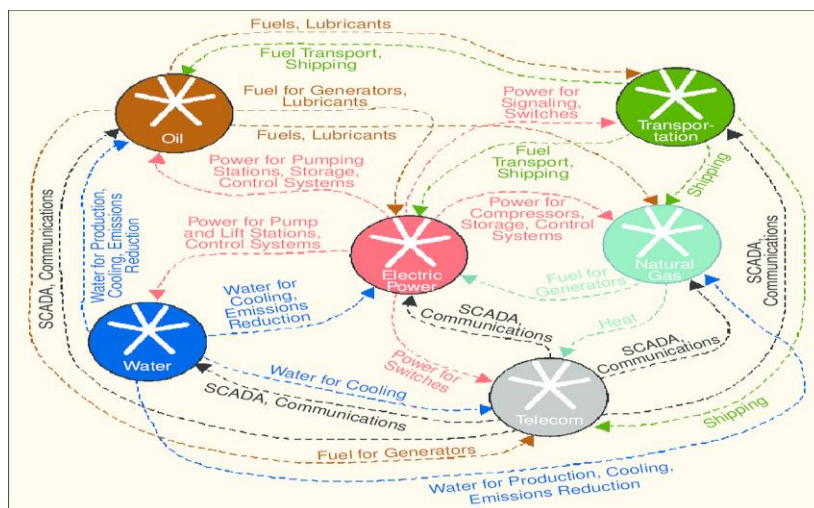 Fuels, Lubricants
Fuel Transport,
Shipping
Fuel for Generators,
Lubricants
Power for
Signaling,
Switches
Oil
Transpor-
tation
Fuels, Lubricants
Fuel
Transport,
Shipping
Shipping
Power for Pumping
Stations, Storage,
Control Systems
Power for
Compressors,
Storage, Control
Systems
Power for Pump
and Lift Stations,
Control Systems
SCADA, Communications
Water for Production,
Cooling, Emissions
Reduction
Electric
Power
Natural
Gas
Fuel for
Generators
SCADA,
Communications
Water for
Cooling,
Emissions
Reduction
SCADA,
Communications
Heat
SCADA,
Communications
Water
Power for
Switches
Water for Cooling
SCADA, Communications
Telecom
Shipping
Fuel for Generators
Water for Production, Cooling,
Emissions Reduction